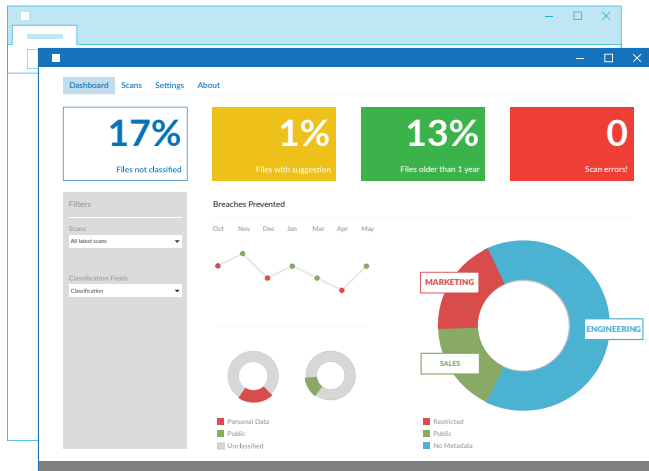 Dashboard Scans Settings About
17%
Files not classified
1%
Files with suggestion
13%
Files older than 1 year
0
Scan errors!
Filters
Scans
All latest scans
Classification Fields
Classification
Breaches Prevented
Oct Nov Dec Jan Mar Apr May
MARKETING
ENGINEERING
SALES
Personal Data
Public
Unclassified
Restricted
Public
No Metadata